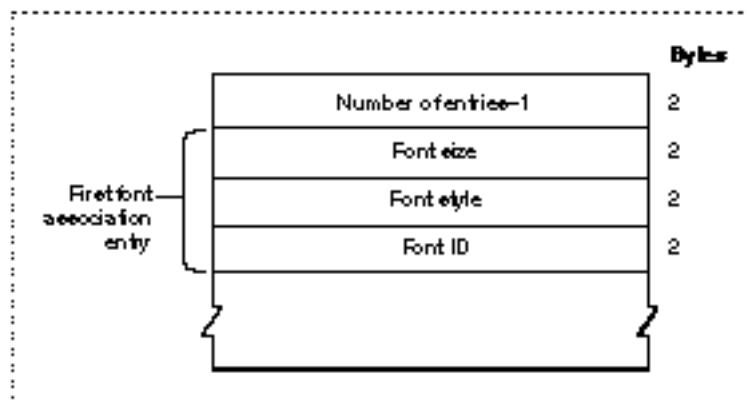 Bytes
Number of entries–1 2
Font size 2
Font style 2
First font
association
entry
Font ID 2